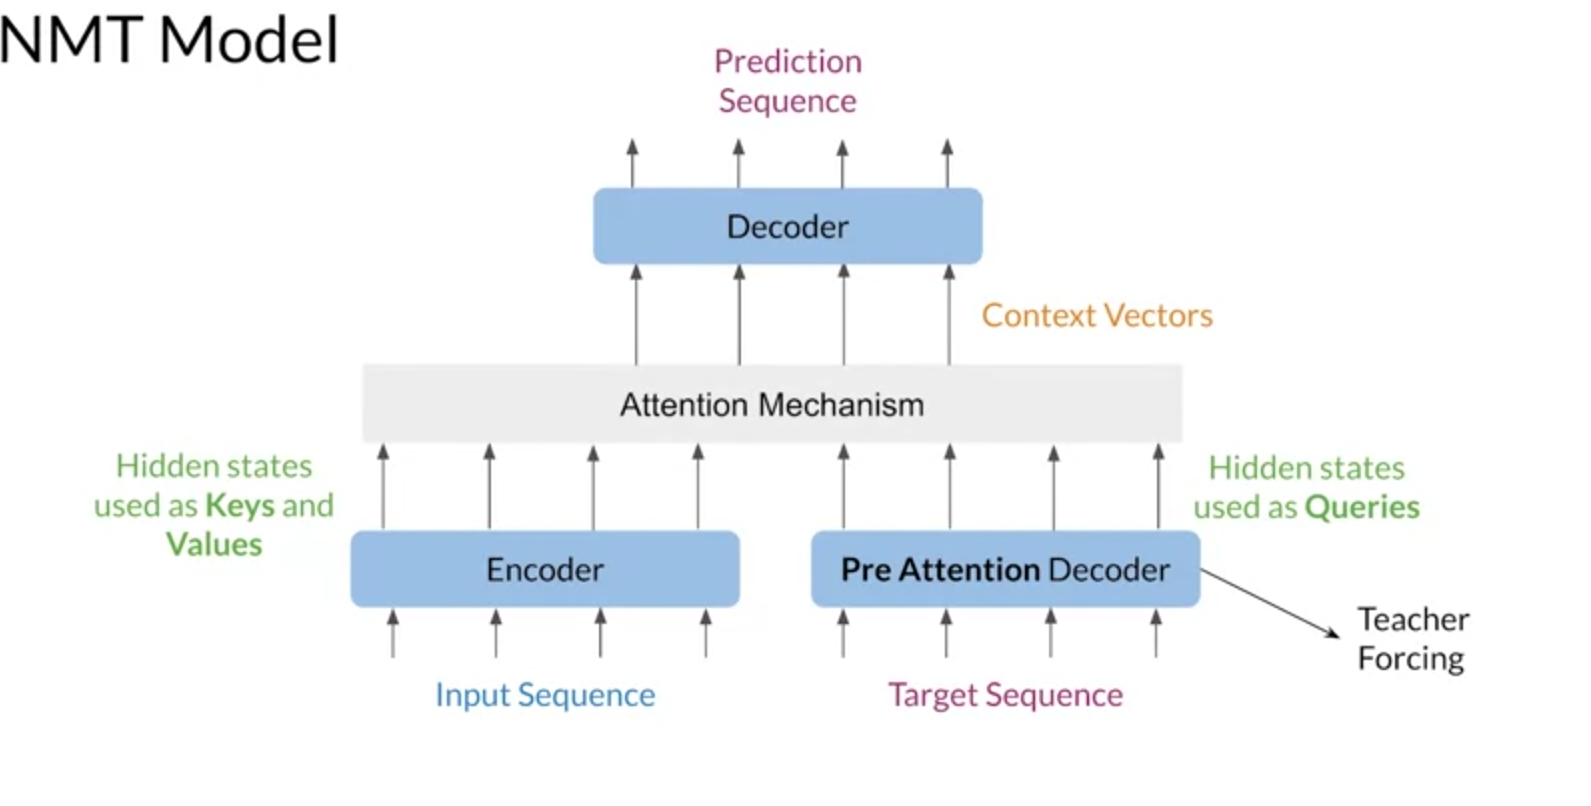 NMT Model
Prediction
Sequence
Decoder
Context Vectors
Attention Mechanism
Hidden states
used as Keys and
Values
Hidden states
used as Queries
Encoder
Pre Attention Decoder
Teacher
Forcing
Input Sequence
Target Sequence